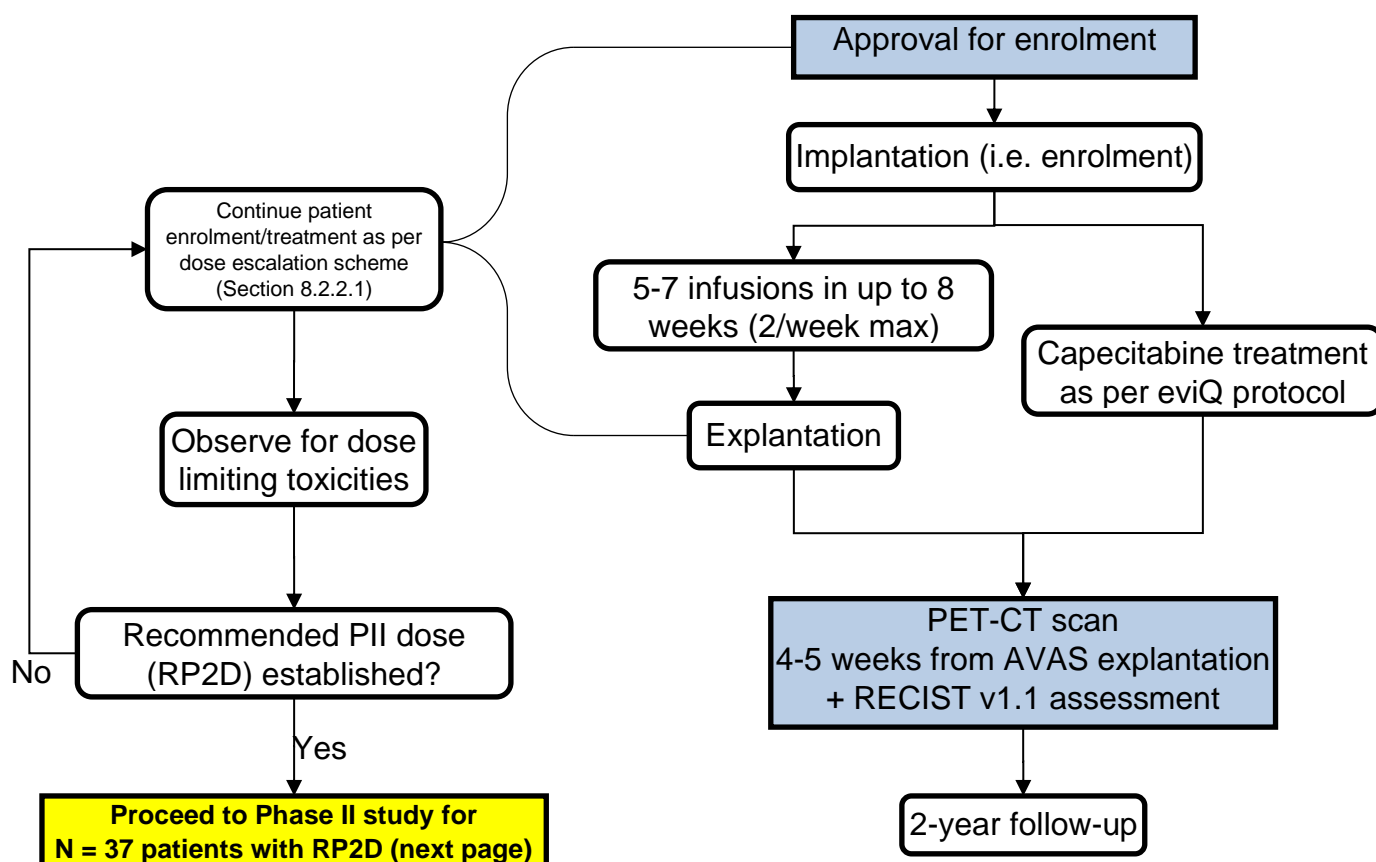 Approval for enrolment
Implantation (i.e. enrolment)
Continue patient
enrolment/treatment as per
dose escalation scheme
(Section 8.2.2.1)
5-7 infusions in up to 8
weeks (2/week max)
Capecitabine treatment
as per eviQ protocol
Explantation
Observe for dose
limiting toxicities
Recommended PII dose
(RP2D) established?
No
Yes
PET-CT scan
4-5 weeks from AVAS explantation
+ RECIST v1.1 assessment
Proceed to Phase II study for
N = 37 patients with RP2D (next page)
2-year follow-up